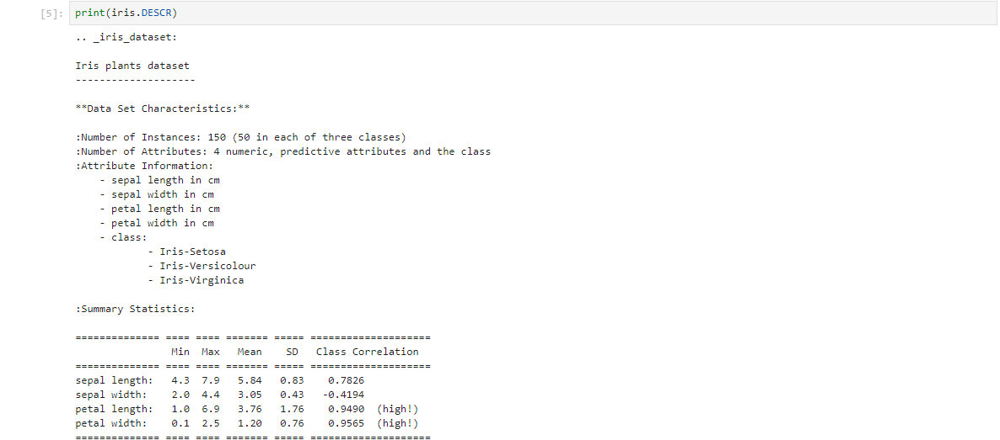 [5]: print(iris.DESCR)
.. _iris_dataset:

Iris plants dataset
--------------------

**Data Set Characteristics:**

:Number of Instances: 150 (50 in each of three classes)
:Number of Attributes: 4 numeric, predictive attributes and the class
:Attribute Information:
    - sepal length in cm
    - sepal width in cm
    - petal length in cm
    - petal width in cm
    - class:
            - Iris-Setosa
            - Iris-Versicolour
            - Iris-Virginica

:Summary Statistics:

============== ==== ==== ======= ===== ====================
                Min  Max   Mean    SD   Class Correlation
============== ==== ==== ======= ===== ====================
sepal length:   4.3  7.9   5.84   0.83    0.7826
sepal width:    2.0  4.4   3.05   0.43   -0.4194
petal length:   1.0  6.9   3.76   1.76    0.9490  (high!)
petal width:    0.1  2.5   1.20   0.76    0.9565  (high!)
============== ==== ==== ======= ===== ====================